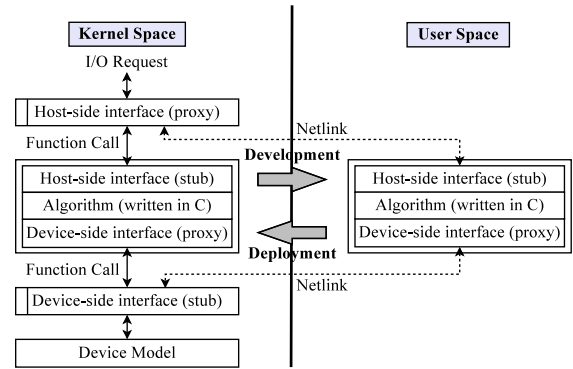 Kernel Space
User Space
I/O Request
Host-side interface (proxy)
Function Call
Netlink
Development
Host-side interface (stub)
Algorithm (written in C)
Device-side interface (proxy)
Host-side interface (stub)
Algorithm (written in C)
Device-side interface (proxy)
Deployment
Function Call
Netlink
Device-side interface (stub)
Device Model